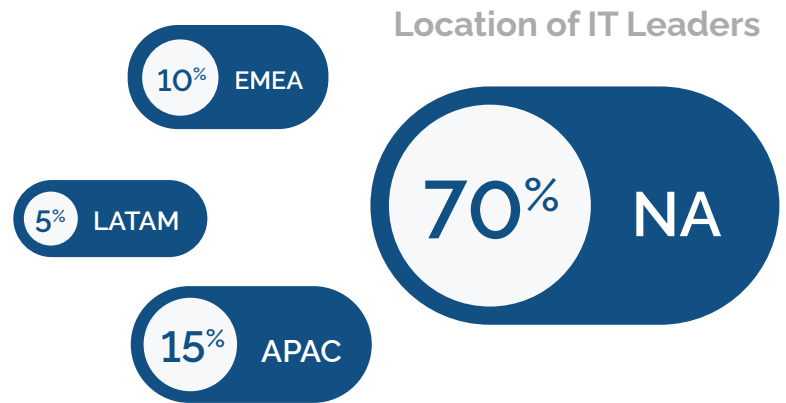 Location of IT Leaders
10% EMEA
70% NA
5% LATAM
15% APAC